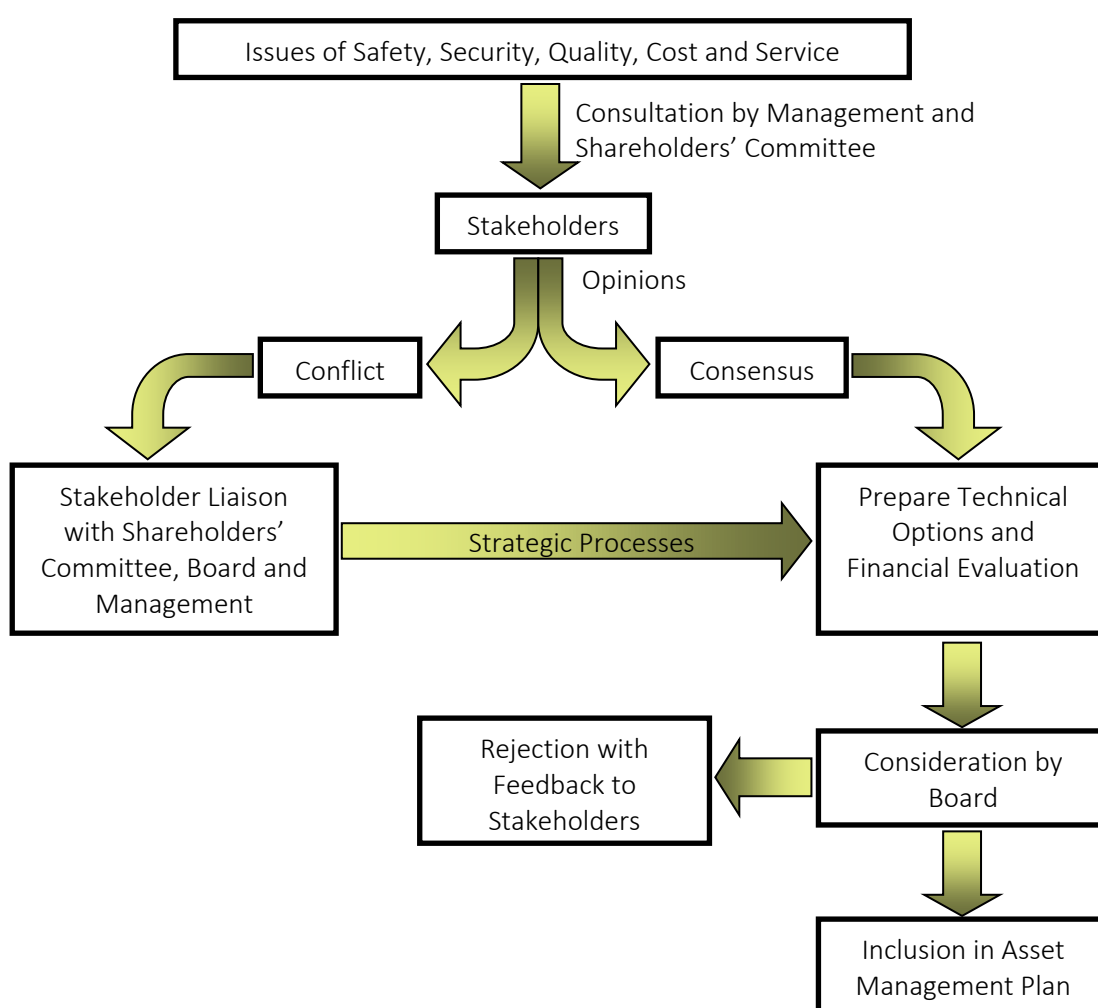 Issues of Safety, Security, Quality, Cost and Service
Consultation by Management and
Shareholders’ Committee
Stakeholders
Opinions
Conflict
Consensus
Stakeholder Liaison
with Shareholders’
Committee, Board and
Management
Strategic Processes
Prepare Technical
Options and
Financial Evaluation
Rejection with
Feedback to
Stakeholders
Consideration by
Board
Inclusion in Asset
Management Plan